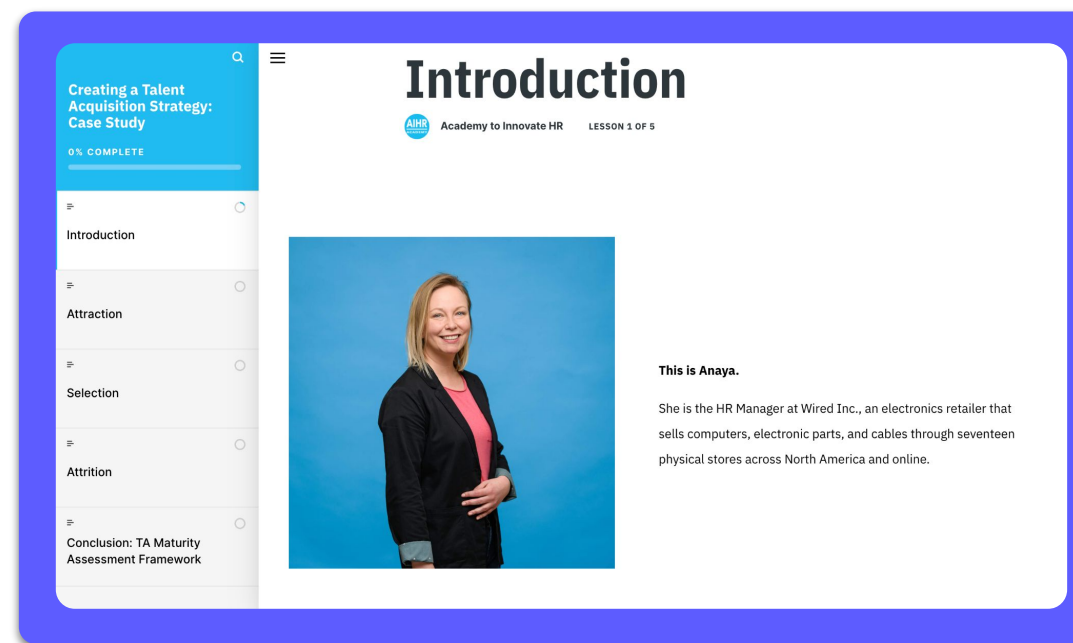 Creating a Talent
Acquisition Strategy:
Case Study
0% COMPLETE
Introduction
Attraction
Selection
Attrition
Conclusion: TA Maturity
Assessment Framework
Introduction
AIHR
Academy to Innovate HR
LESSON 1 OF 5
This is Anaya.
She is the HR Manager at Wired Inc., an electronics retailer that
sells computers, electronic parts, and cables through seventeen
physical stores across North America and online.